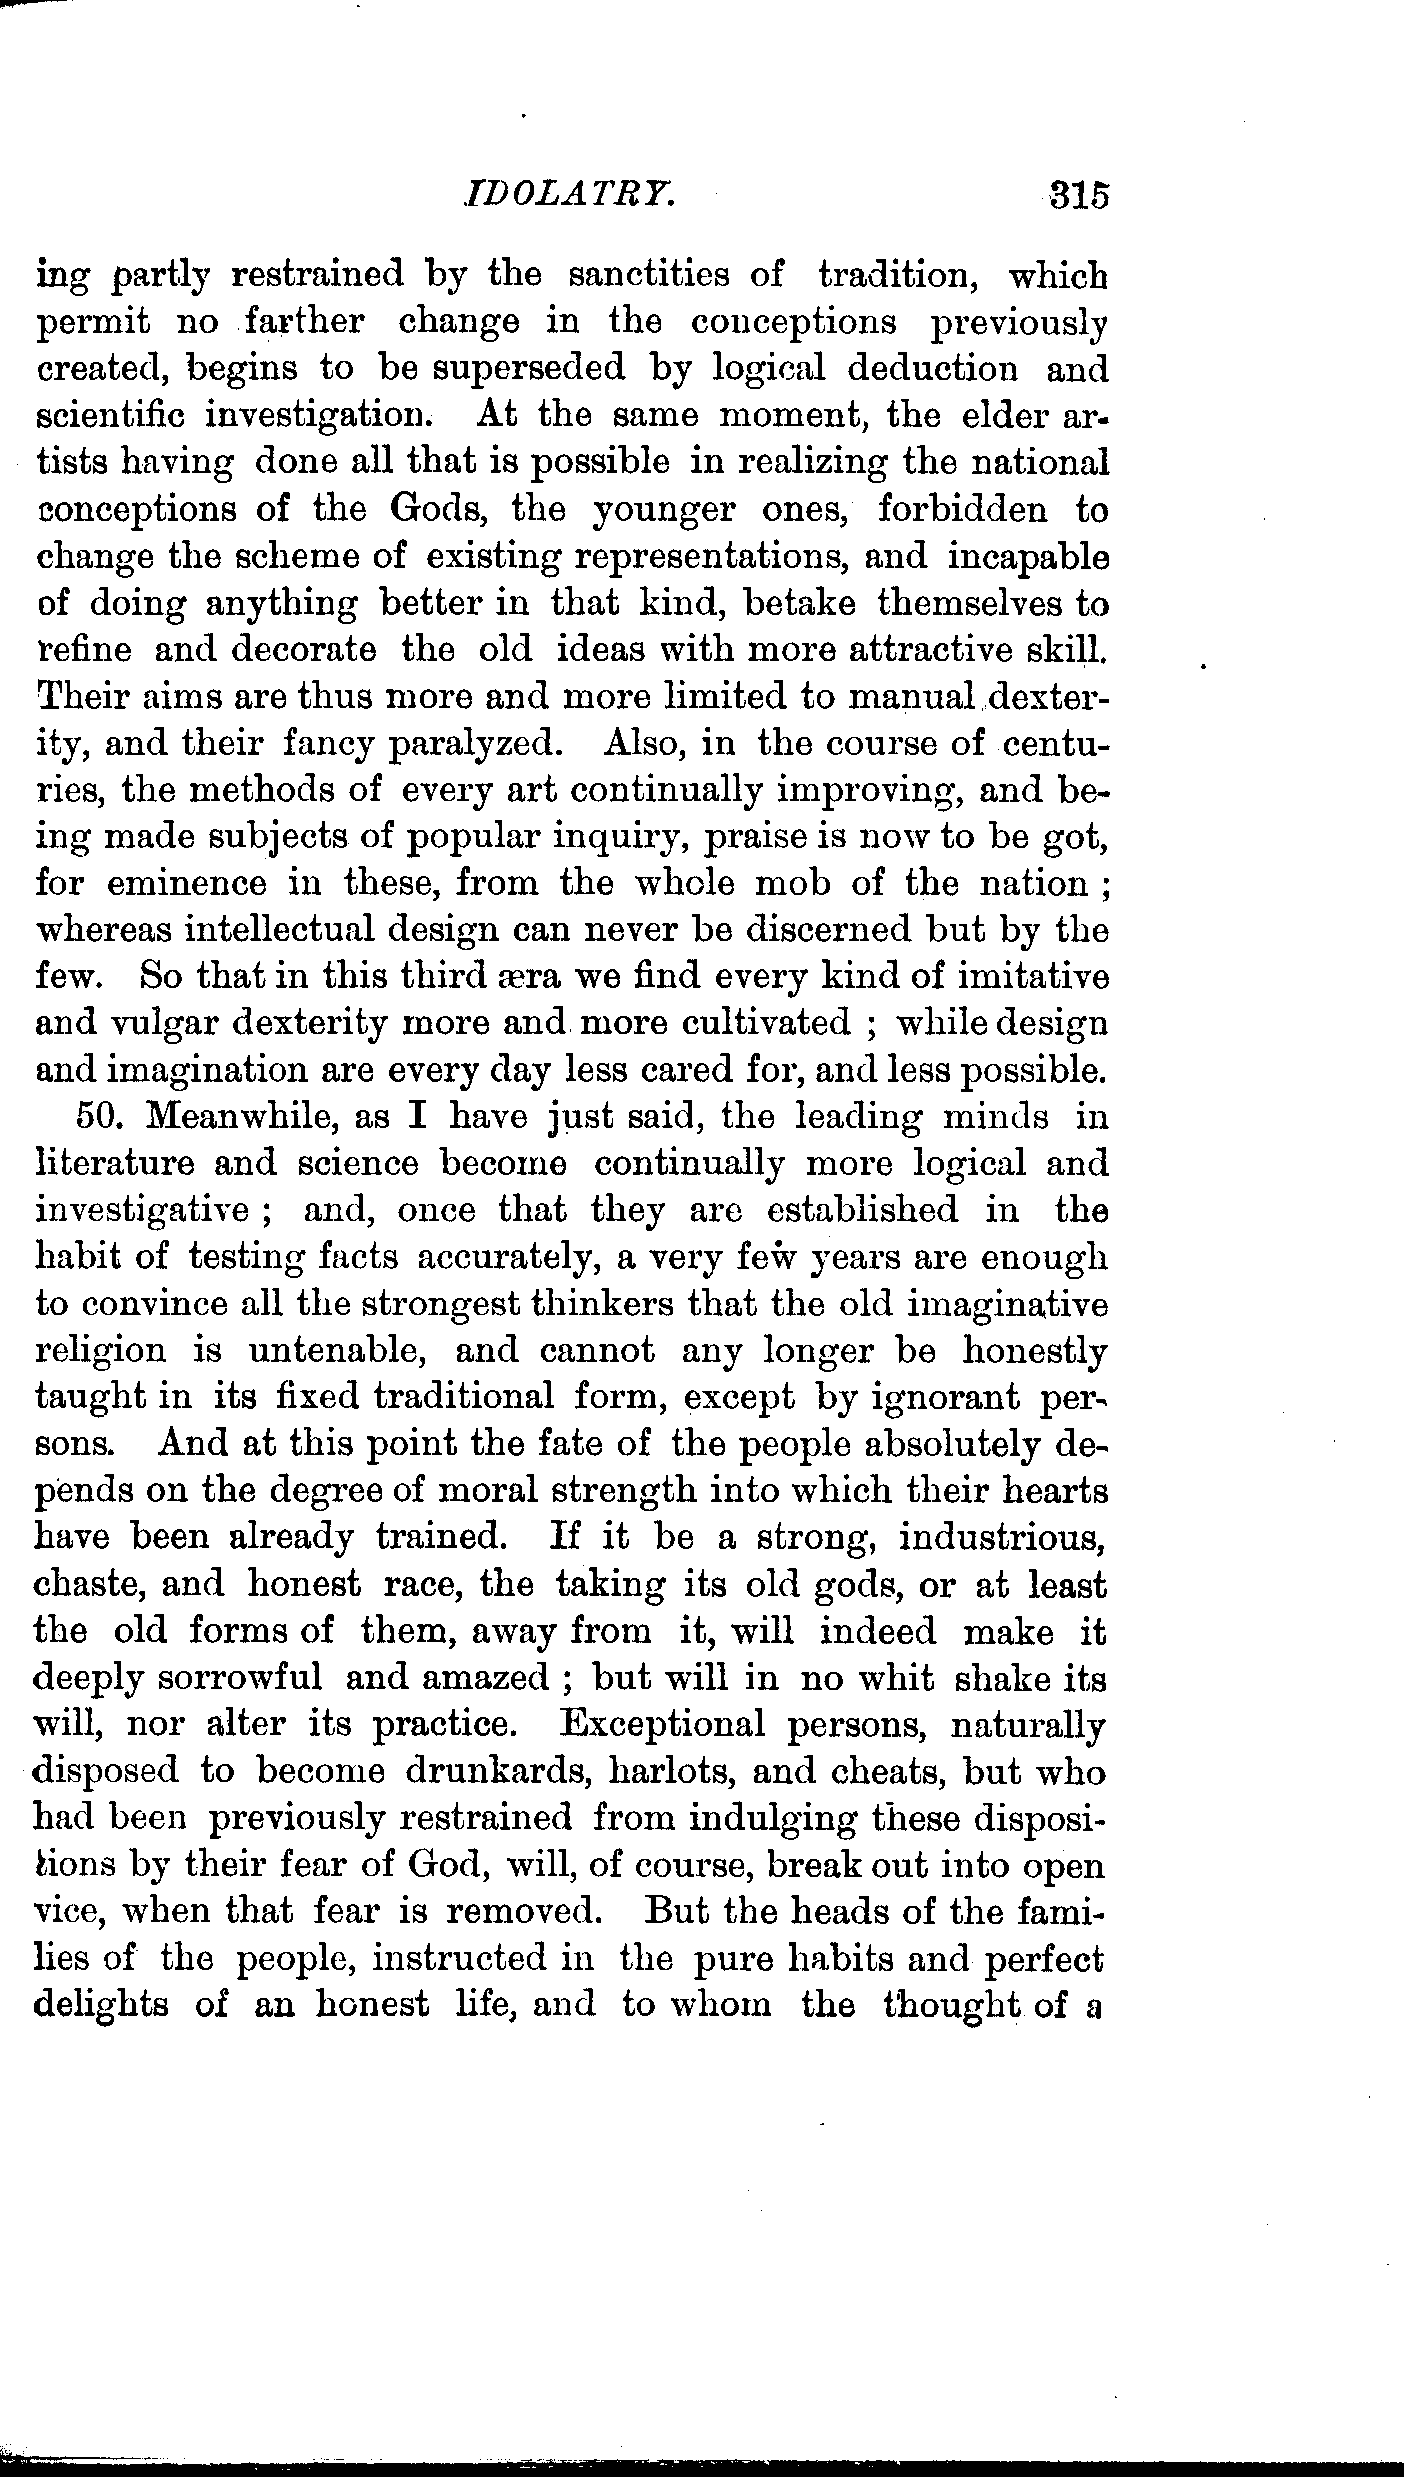 IDOLATRY. 315
ing partly restrained by the sanctities of tradition, which
permit no farther change in the conceptions previously
created, begins to be superseded by logical deduction and
scientific investigation. At the same moment, the elder ar-
tists having done all that is possible in realizing the national
conceptions of the Gods, the younger ones, forbidden to
change the scheme of existing representations, and incapable
of doing anything better in that kind, betake themselves to
refine and decorate the old ideas with more attractive skill.
Their aims are thus more and more limited to manual dexter-
ity, and their fancy paralyzed. Also, in the course of centu-
ries, the methods of every art continually improving, and be-
ing made subjects of popular inquiry, praise is now to be got,
for eminence in these, from the whole mob of the nation ;
whereas intellectual design can never be discerned but by the
few. So that in this third æra we find every kind of imitative
and vulgar dexterity more and more cultivated ; while design
and imagination are every day less cared for, and less possible.
50. Meanwhile, as I have just said, the leading minds in
literature and science become continually more logical and
investigative ; and, once that they are established in the
habit of testing facts accurately, a very few years are enough
to convince all the strongest thinkers that the old imaginative
religion is untenable, and cannot any longer be honestly
taught in its fixed traditional form, except by ignorant per-
sons. And at this point the fate of the people absolutely de-
pends on the degree of moral strength into which their hearts
have been already trained. If it be a strong, industrious,
chaste, and honest race, the taking its old gods, or at least
the old forms of them, away from it, will indeed make it
deeply sorrowful and amazed ; but will in no whit shake its
will, nor alter its practice. Exceptional persons, naturally
disposed to become drunkards, harlots, and cheats, but who
had been previously restrained from indulging these disposi-
tions by their fear of God, will, of course, break out into open
vice, when that fear is removed. But the heads of the fami-
lies of the people, instructed in the pure habits and perfect
delights of an honest life, and to whom the thought of a